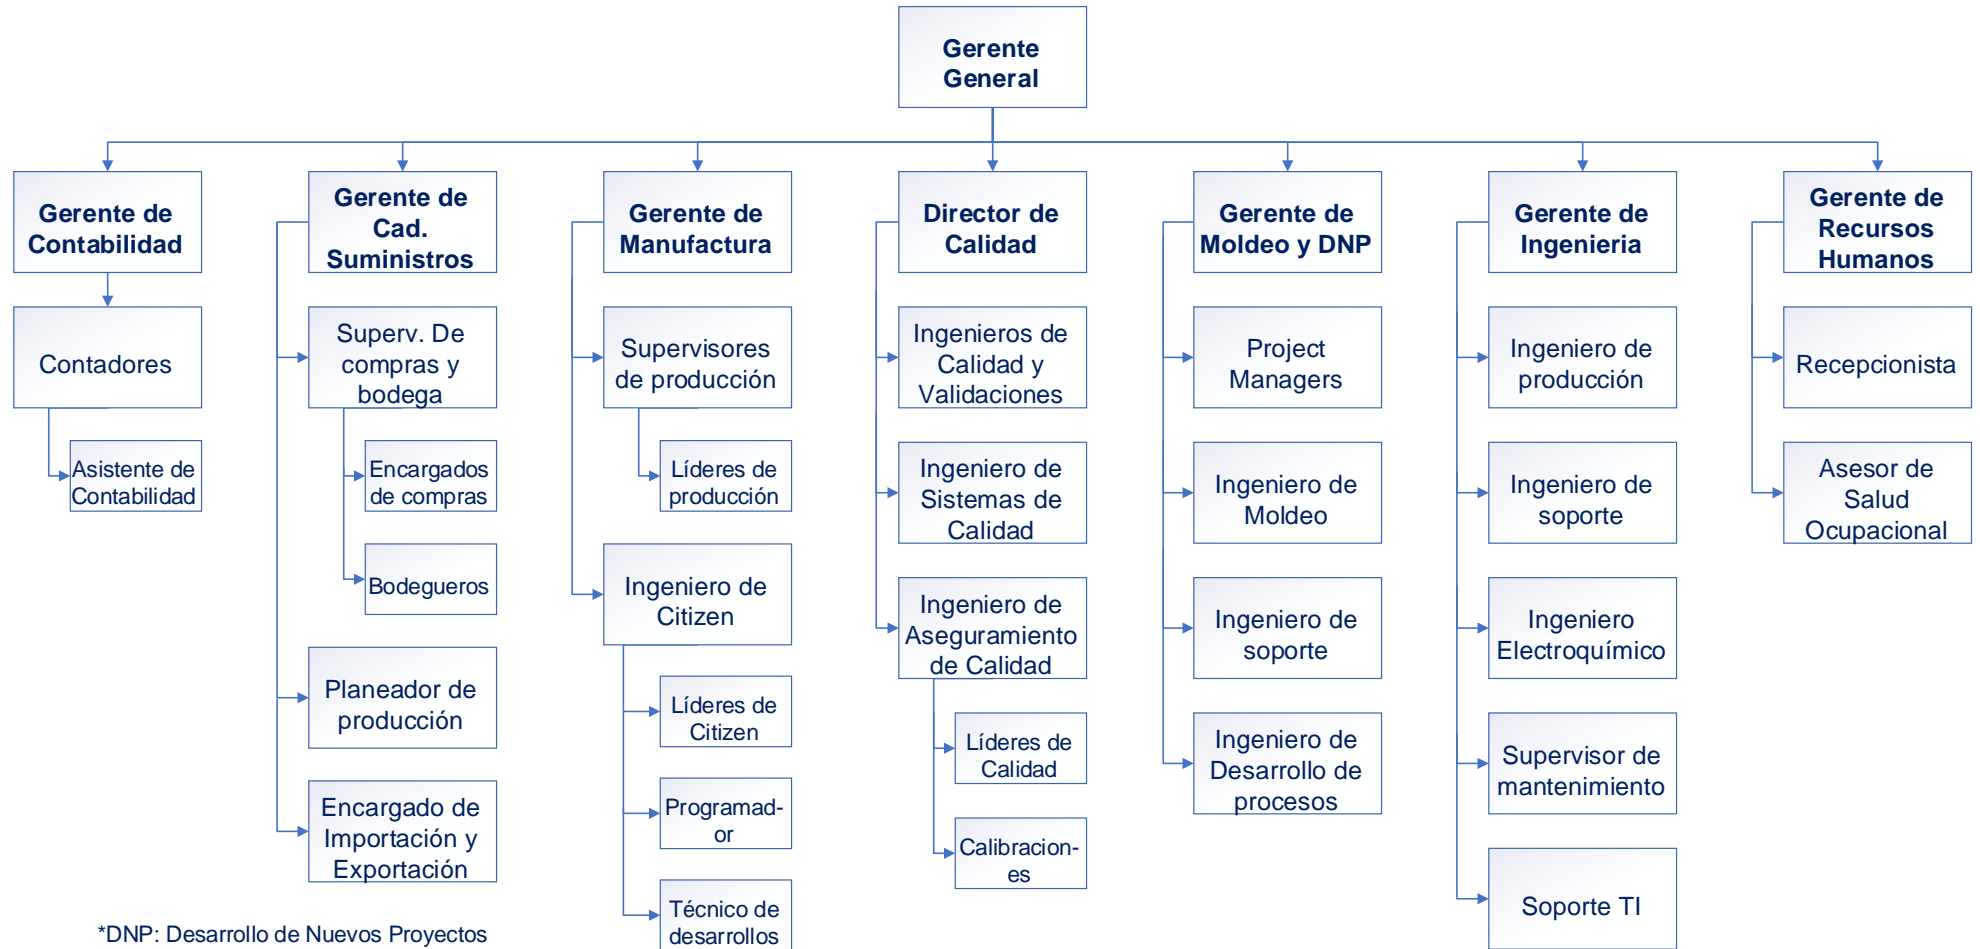 Gerente
General
Gerente de
Contabilidad
Contadores
Asistente de
Contabilidad
Gerente de
Cad.
Suministros
Superv. De
compras y
bodega
Encargados
de compras
Bodegueros
Planeador de
producción
Encargado de
Importación y
Exportación
Gerente de
Manufactura
Supervisores
de producción
Líderes de
producción
Ingeniero de
Citizen
Líderes de
Citizen
Programad-
or
Técnico de
desarrollos
Director de
Calidad
Ingenieros de
Calidad y
Validaciones
Ingeniero de
Sistemas de
Calidad
Ingeniero de
Aseguramiento
de Calidad
Líderes de
Calidad
Calibracion-
es
Gerente de
Moldeo y DNP
Project
Managers
Ingeniero de
Moldeo
Ingeniero de
soporte
Ingeniero de
Desarrollo de
procesos
Gerente de
Ingenieria
Ingeniero de
producción
Ingeniero de
soporte
Ingeniero
Electroquímico
Supervisor de
mantenimiento
Soporte TI
Gerente de
Recursos
Humanos
Recepcionista
Asesor de
Salud
Ocupacional
*DNP: Desarrollo de Nuevos Proyectos